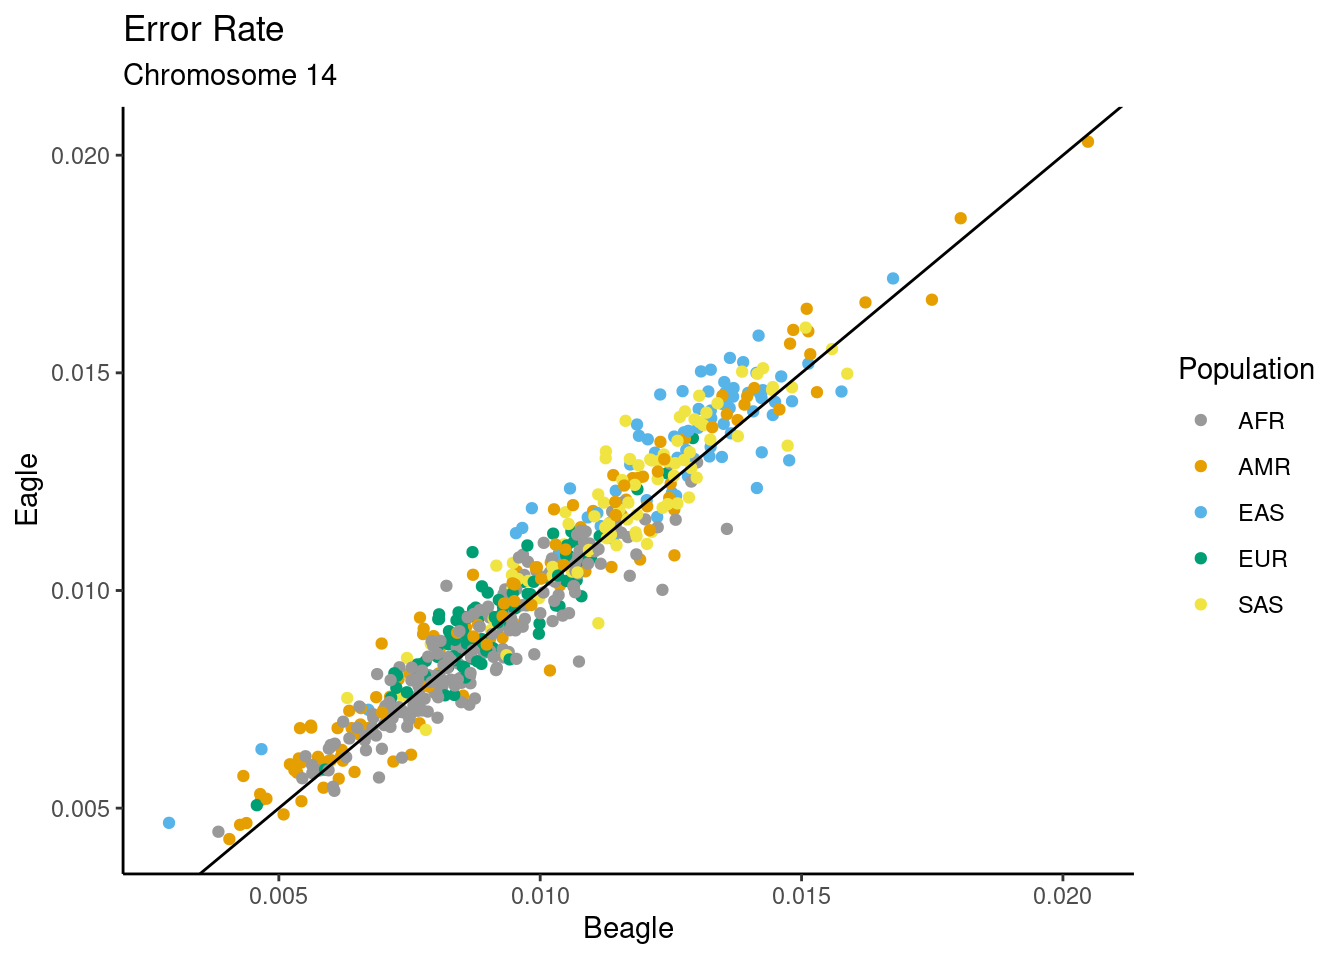 Error Rate
Chromosome 14
Eagle
0.020
0.015
0.010
0.005
0.005
0.010
0.015
0.020
Beagle
Population
AFR
AMR
EAS
EUR
SAS